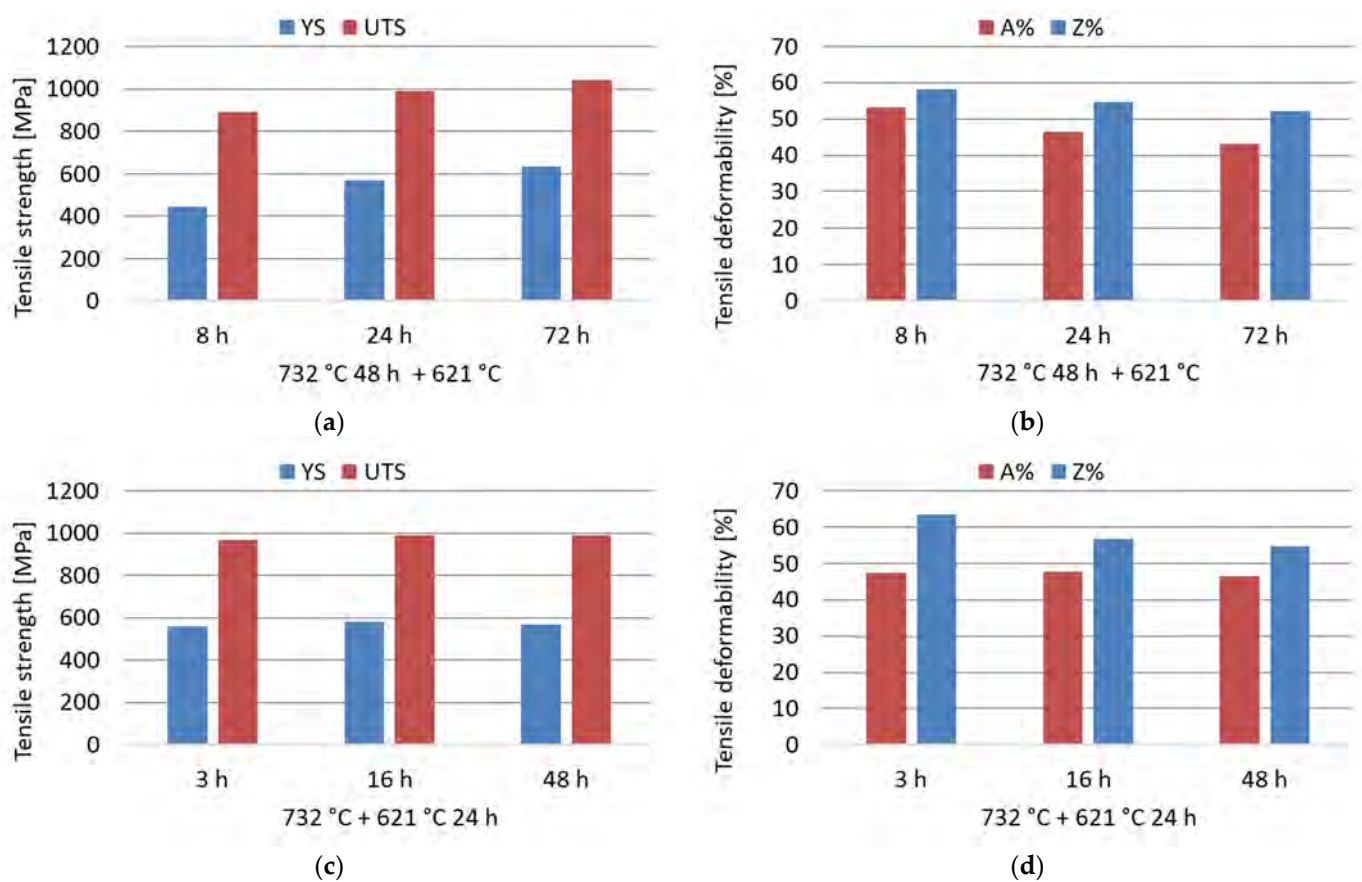 YS UTS
Tensile strength [MPa]
1200
1000
800
600
400
200
0
8 h 24 h 72 h
732 °C 48 h + 621 °C
(a)
A% Z%
Tensile deformability [%]
70
60
50
40
30
20
10
0
8 h 24 h 72 h
732 °C 48 h + 621 °C
(b)
YS UTS
Tensile strength [MPa]
1200
1000
800
600
400
200
0
3 h 16 h 48 h
732 °C + 621 °C 24 h
(c)
A% Z%
Tensile deformability [%]
70
60
50
40
30
20
10
0
3 h 16 h 48 h
732 °C + 621 °C 24 h
(d)